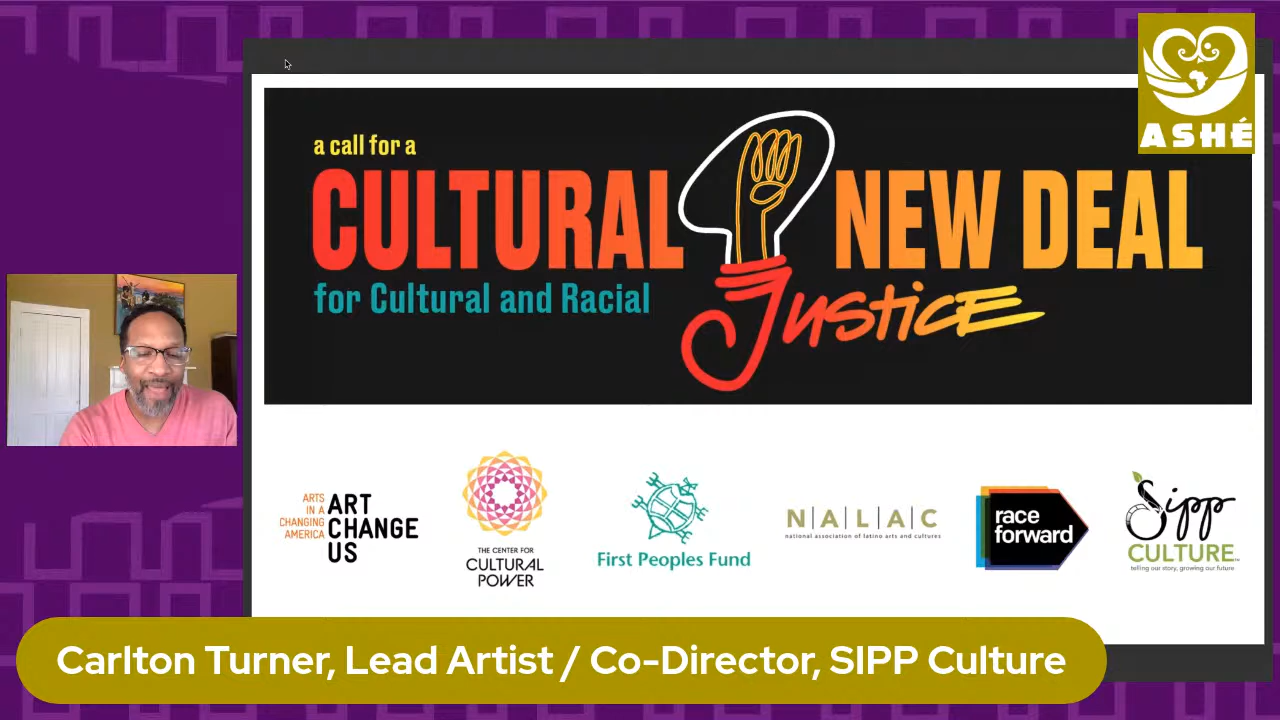 ASHÉ
a call for a
CULTURAL NEW DEAL
for Cultural and Racial Justice
ARTS
IN A
CHANGING
AMERICA
ART
CHANGE
US
THE CENTER FOR
CULTURAL
POWER
First Peoples Fund
N|A|L|A|C
national association of latino arts and cultures
race
forward
Sipp
CULTURE™
telling our story, growing our future
Carlton Turner, Lead Artist / Co-Director, SIPP Culture